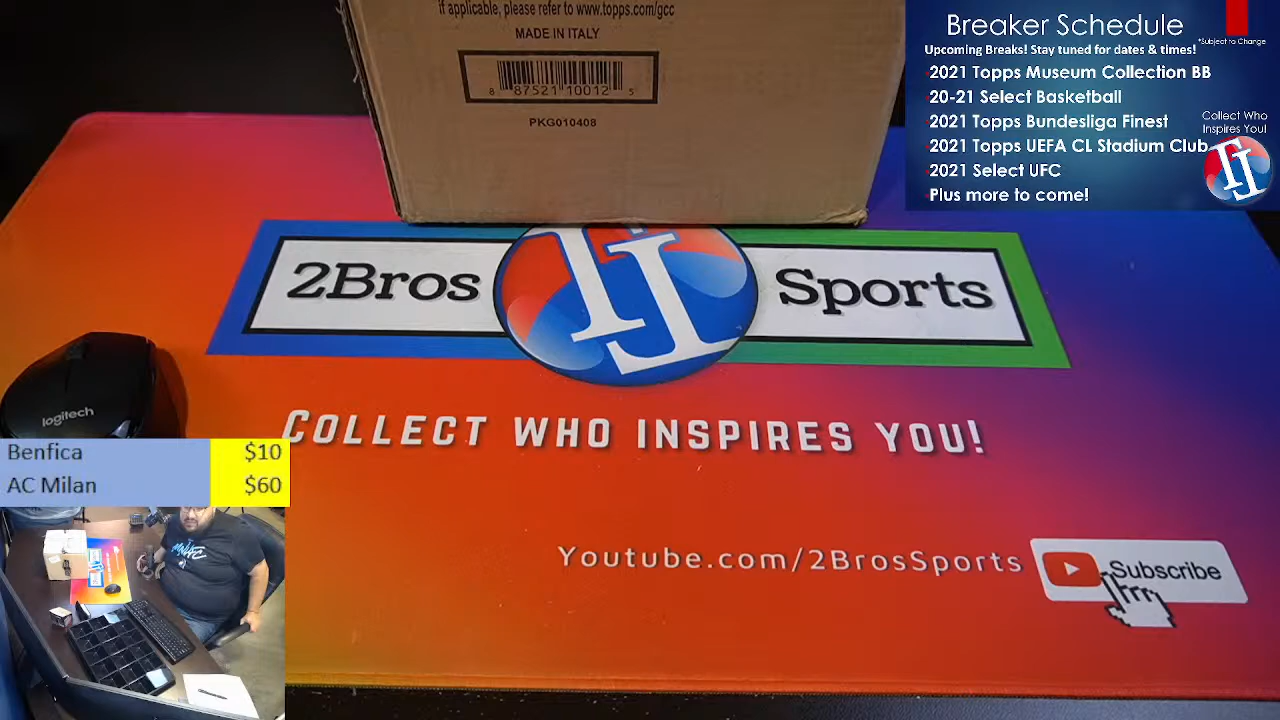 if applicable, please refer to www.topps.com/gcc
MADE IN ITALY
8 87521 10012 5
PKG010408
Breaker Schedule
*Subject to Change
Upcoming Breaks! Stay tuned for dates & times!
2021 Topps Museum Collection BB
20-21 Select Basketball
2021 Topps Bundesliga Finest
2021 Topps UEFA CL Stadium Club
2021 Select UFC
Plus more to come!
Collect Who
Inspires You!
2Bros Sports
COLLECT WHO INSPIRES YOU!
logitech
Benfica $10
AC Milan $60
Youtube.com/2BrosSports
Subscribe